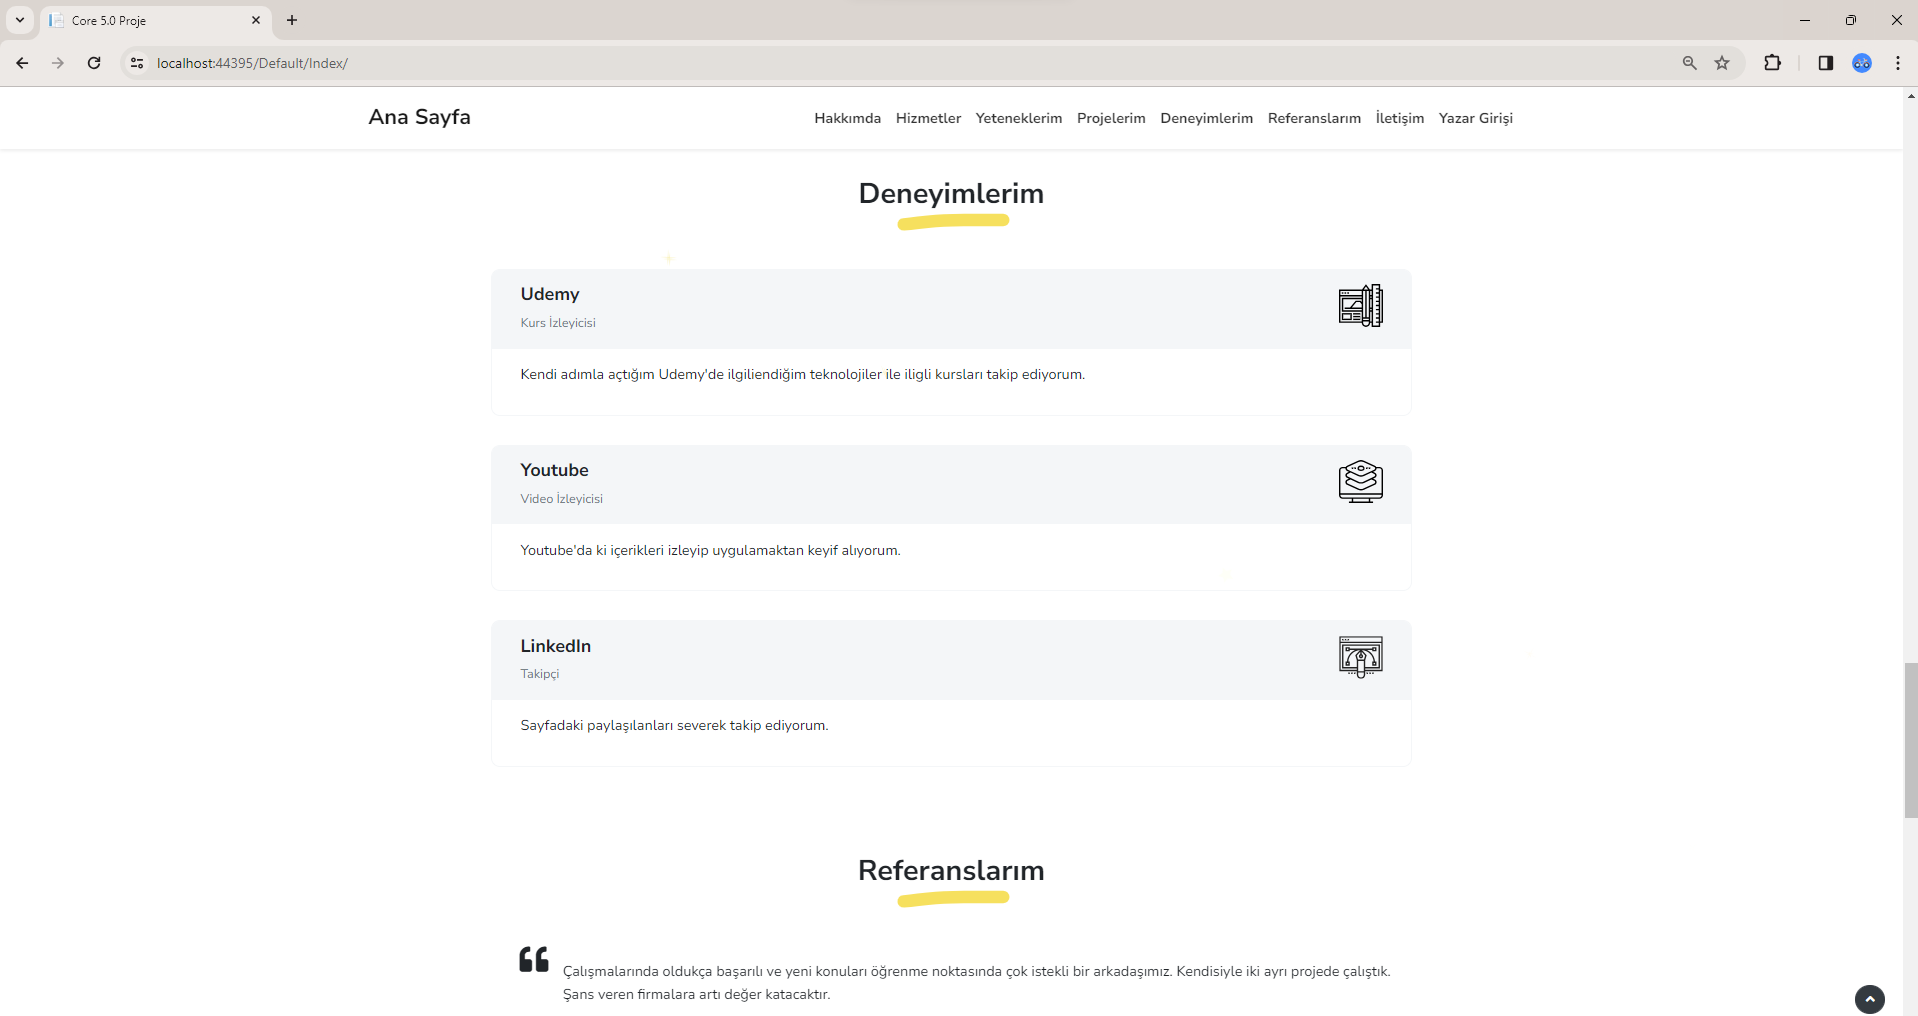 Core 5.0 Proje
localhost:44395/Default/Index/
Ana Sayfa
Hakkımda Hizmetler Yeteneklerim Projelerim Deneyimlerim Referanslarım İletişim Yazar Girişi
Deneyimlerim
Udemy
Kurs İzleyicisi
Kendi adımla açtığım Udemy'de ilgiliendiğim teknolojiler ile iligli kursları takip ediyorum.
Youtube
Video İzleyicisi
Youtube'da ki içerikleri izleyip uygulamaktan keyif alıyorum.
LinkedIn
Takipçi
Sayfadaki paylaşılanları severek takip ediyorum.
Referanslarım
Çalışmalarında oldukça başarılı ve yeni konuları öğrenme noktasında çok istekli bir arkadaşımız. Kendisiyle iki ayrı projede çalıştık.
Şans veren firmalara artı değer katacaktır.